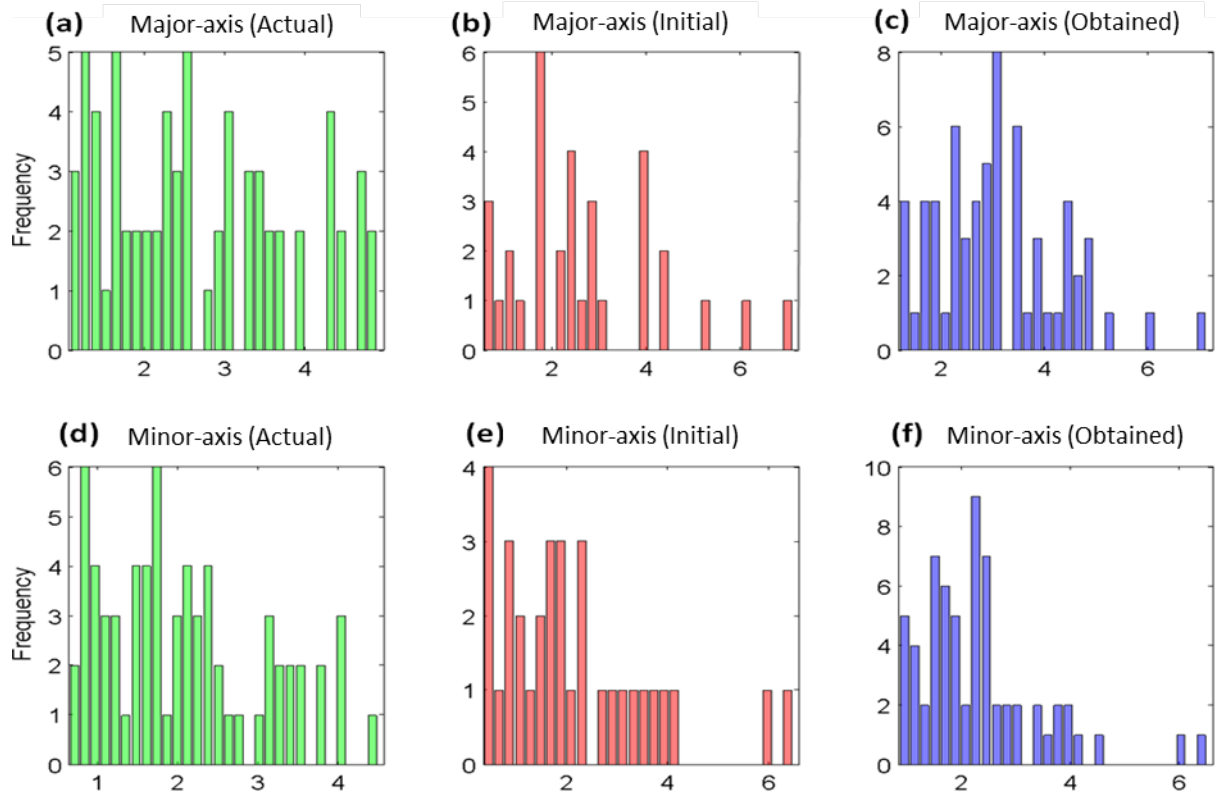 (a) Major-axis (Actual)
(b) Major-axis (Initial)
(c) Major-axis (Obtained)
5
4
3
2
1
0
Frequency
2 3 4
6
5
4
3
2
1
0
2 4 6
8
6
4
2
0
2 4 6
(d) Minor-axis (Actual)
(e) Minor-axis (Initial)
(f) Minor-axis (Obtained)
6
5
4
3
2
1
0
Frequency
1 2 3 4
4
3
2
1
0
2 4 6
10
8
6
4
2
0
2 4 6